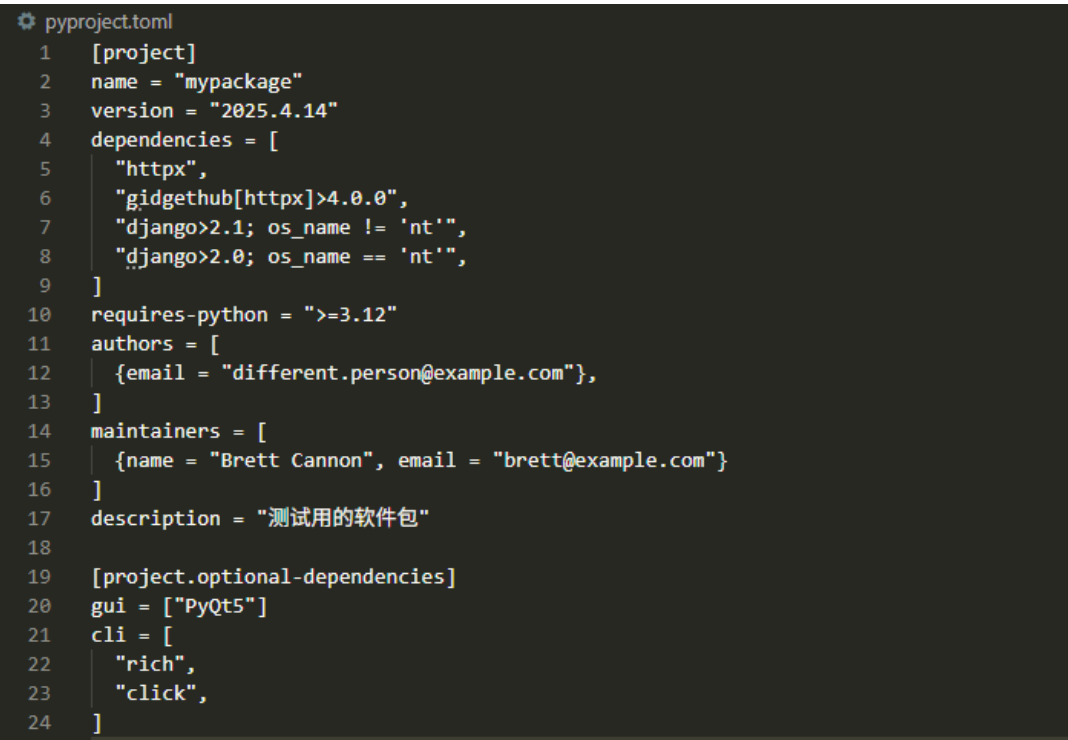 pyproject.toml
1 [project]
2 name = "mypackage"
3 version = "2025.4.14"
4 dependencies = [
5   "httpx",
6   "gidgethub[httpx]>4.0.0",
7   "django>2.1; os_name != 'nt'",
8   "django>2.0; os_name == 'nt'",
9 ]
10 requires-python = ">=3.12"
11 authors = [
12   {email = "different.person@example.com"},
13 ]
14 maintainers = [
15   {name = "Brett Cannon", email = "brett@example.com"}
16 ]
17 description = "测试用的软件包"
18
19 [project.optional-dependencies]
20 gui = ["PyQt5"]
21 cli = [
22   "rich",
23   "click",
24 ]